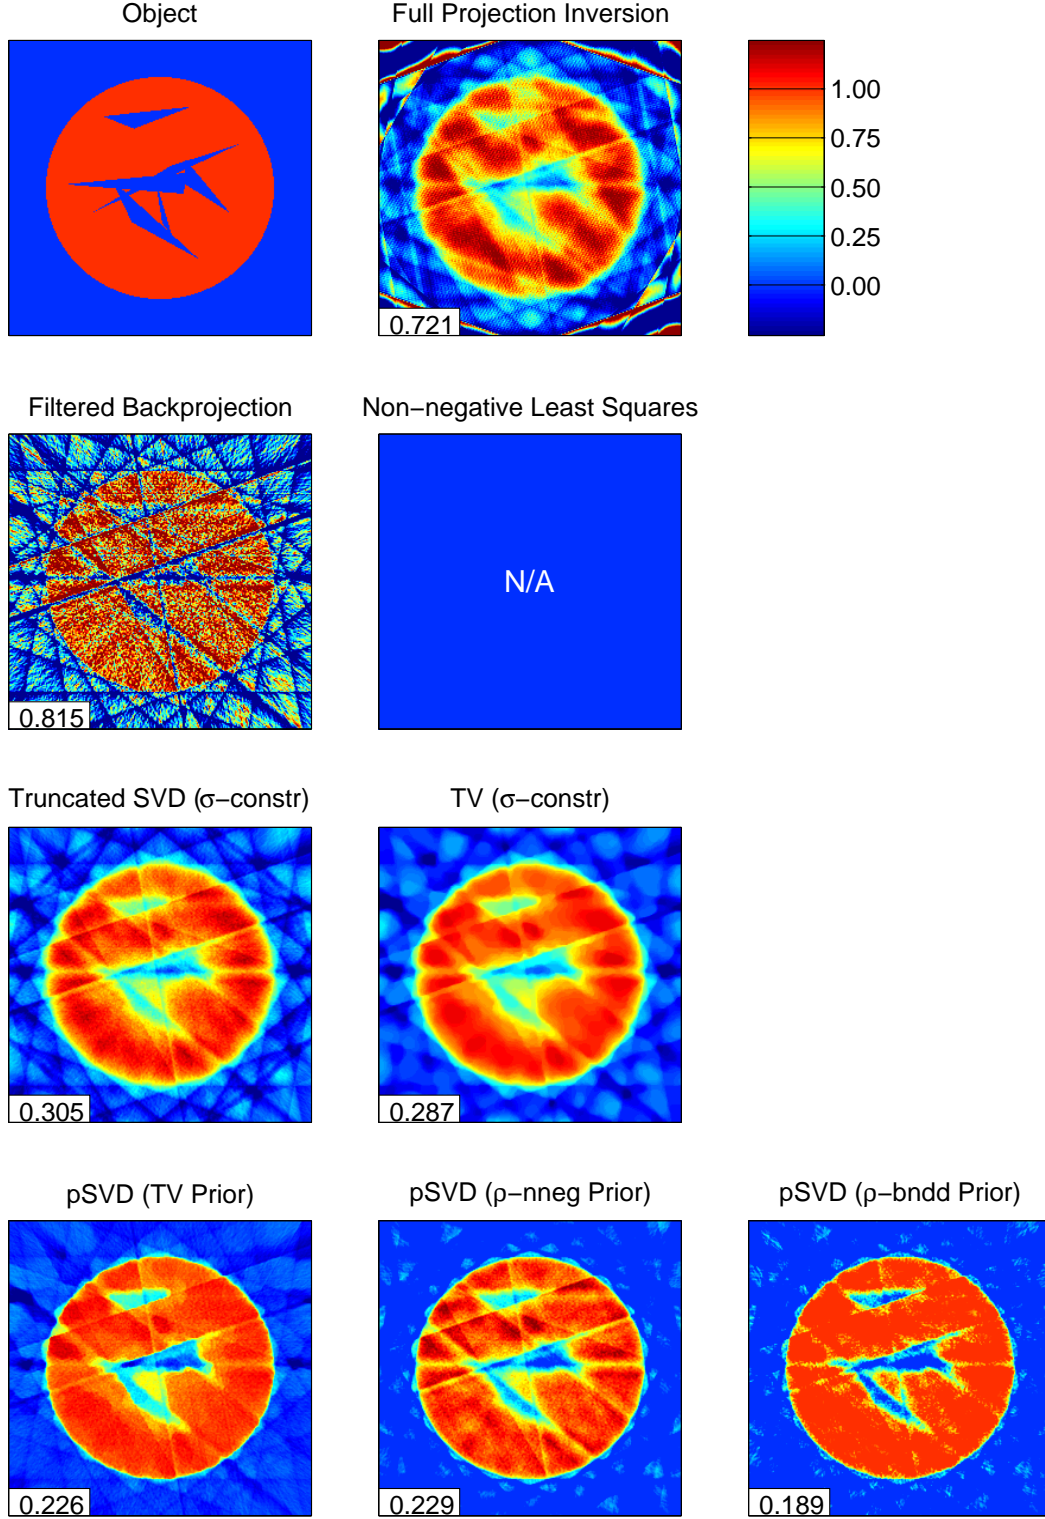 Object
Full Projection Inversion
0.721
1.00
0.75
0.50
0.25
0.00
Filtered Backprojection
Non−negative Least Squares
0.815
N/A
Truncated SVD (σ−constr)
TV (σ−constr)
0.305
0.287
pSVD (TV Prior)
pSVD (ρ−nneg Prior)
pSVD (ρ−bndd Prior)
0.226
0.229
0.189